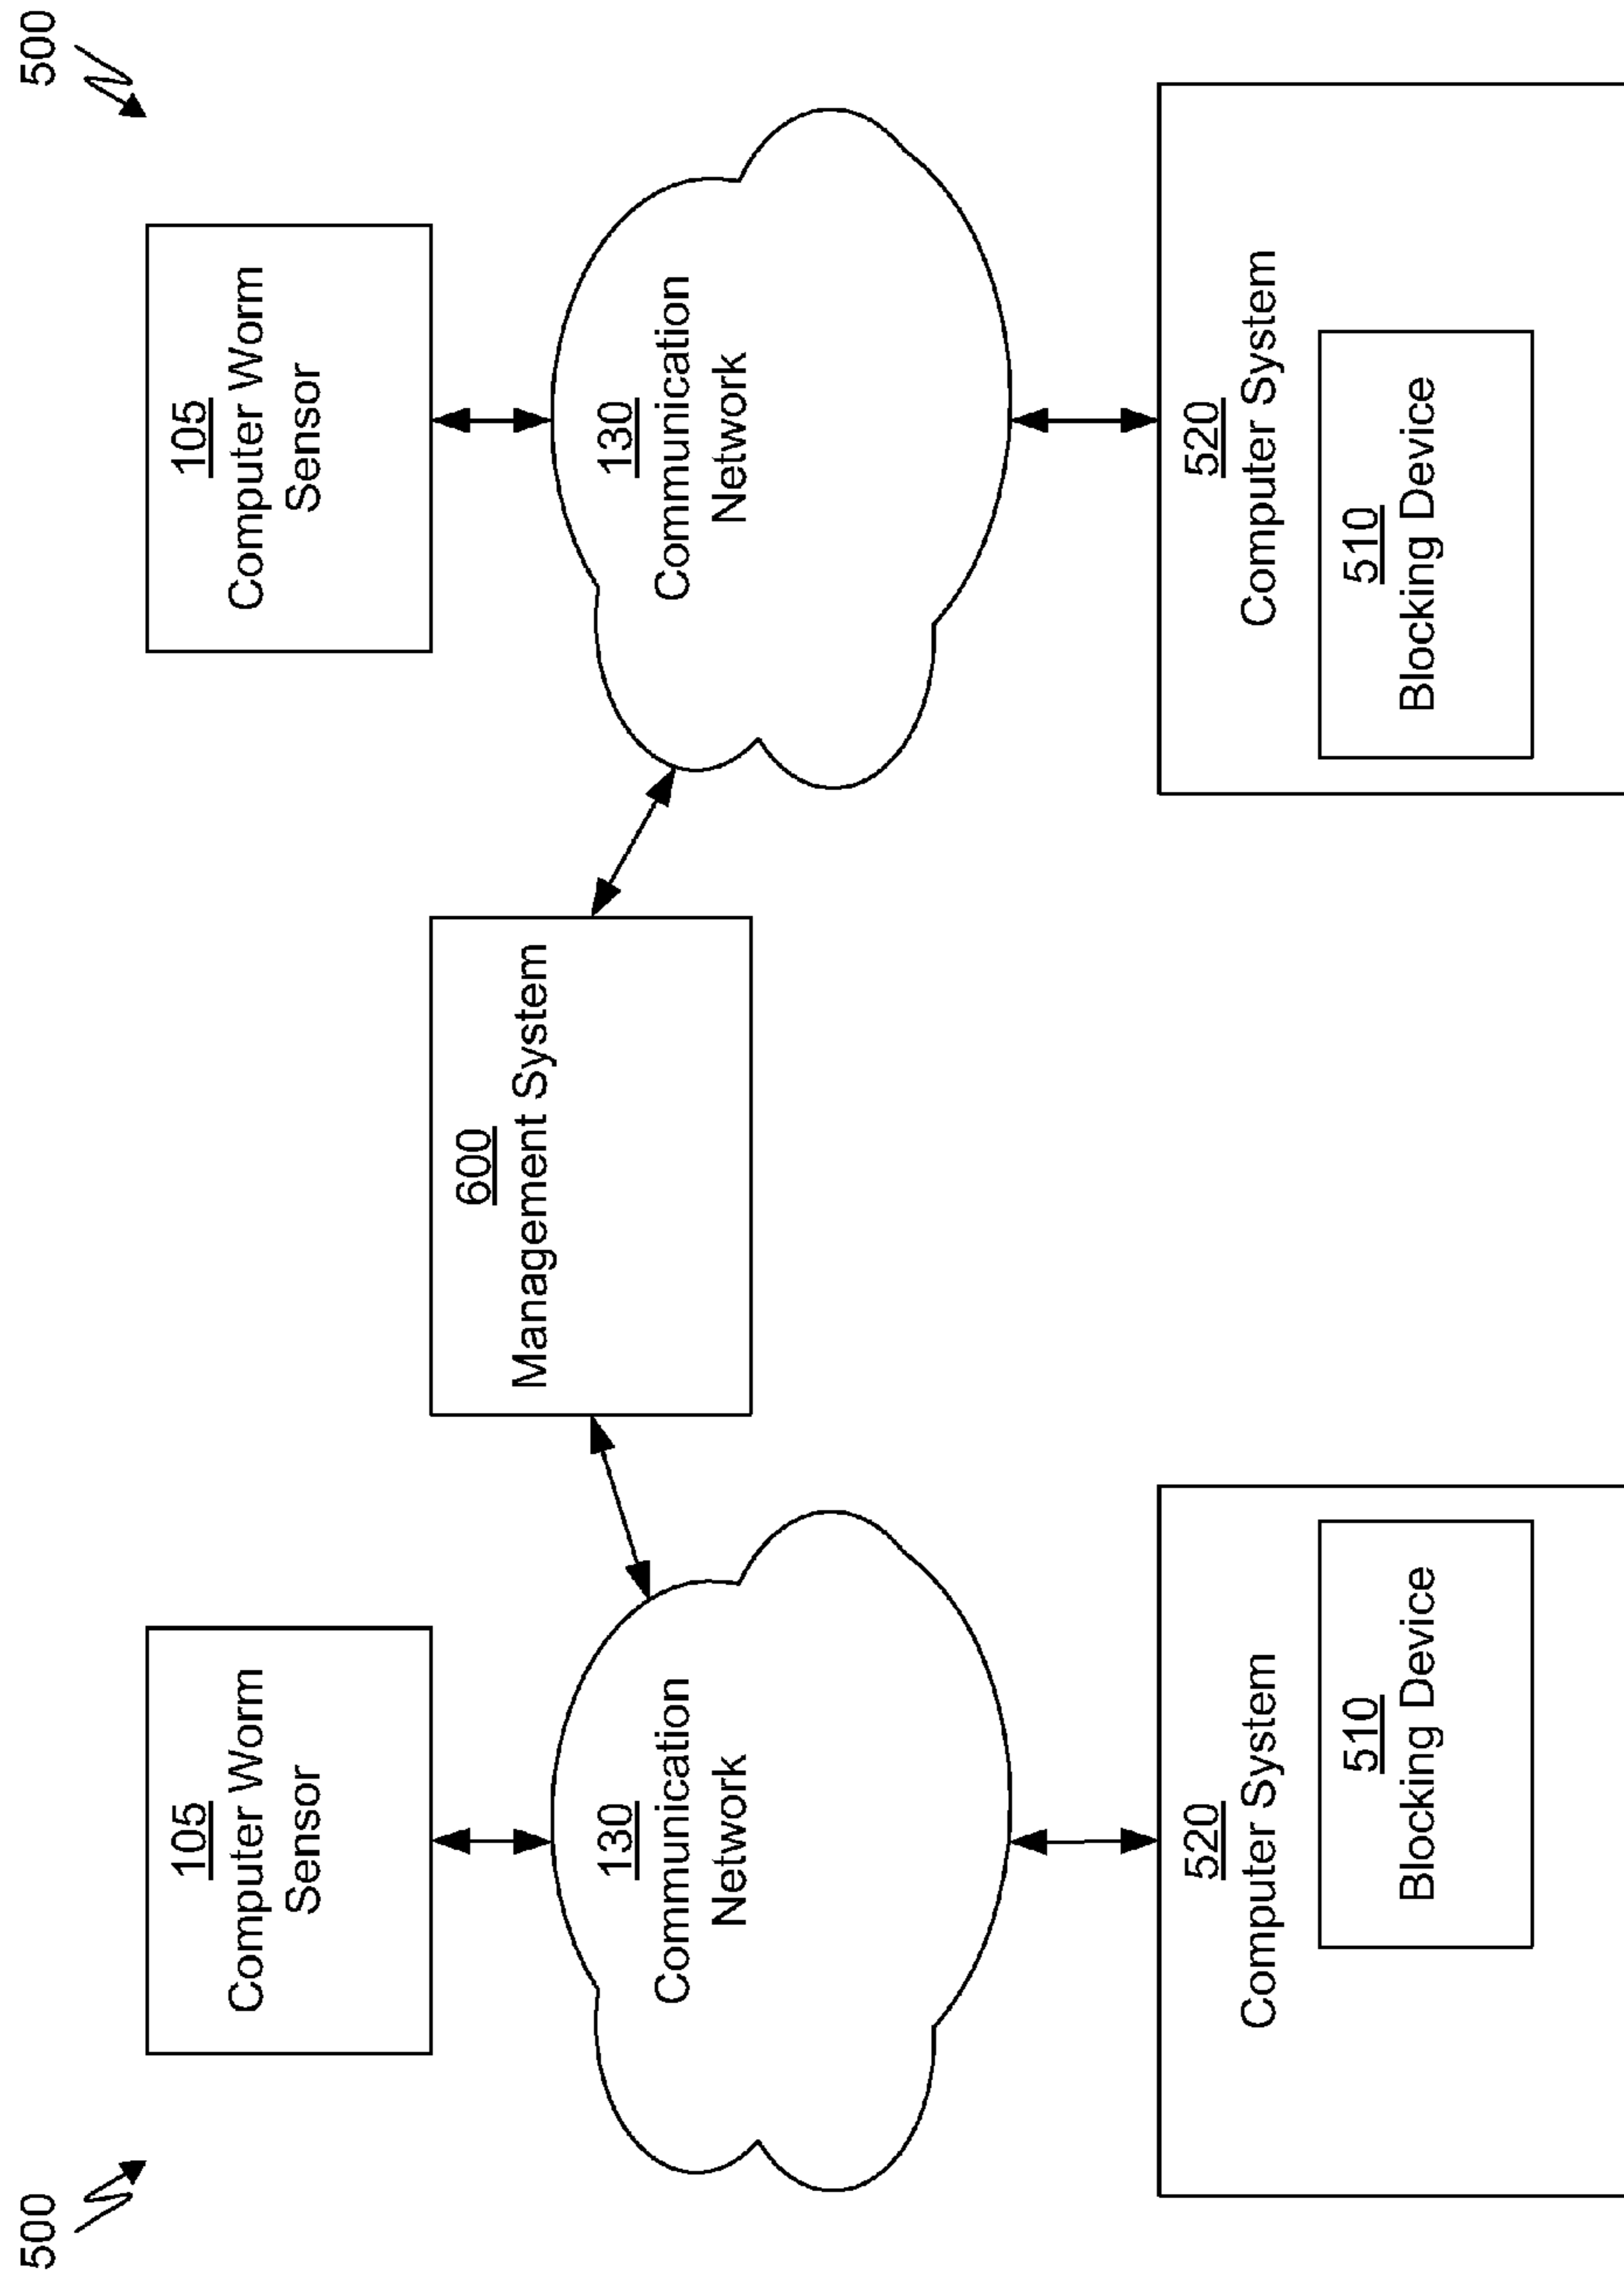 500
500
105
Computer Worm
Sensor
105
Computer Worm
Sensor
600
Management System
130
Communication
Network
130
Communication
Network
520
Computer System
510
Blocking Device
520
Computer System
510
Blocking Device